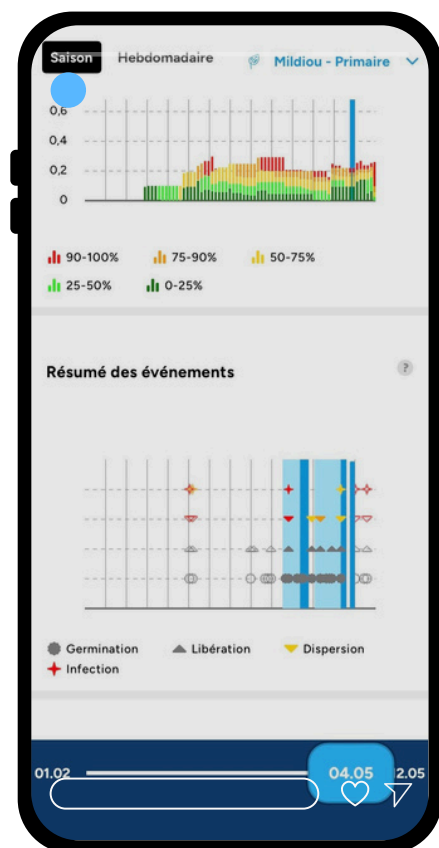 Saison Hebdomadaire Mildiou - Primaire
0,6
0,4
0,2
0
90-100% 75-90% 50-75%
25-50% 0-25%
Résumé des événements ?
Germination Libération Dispersion
Infection
01.02 04.05 12.05